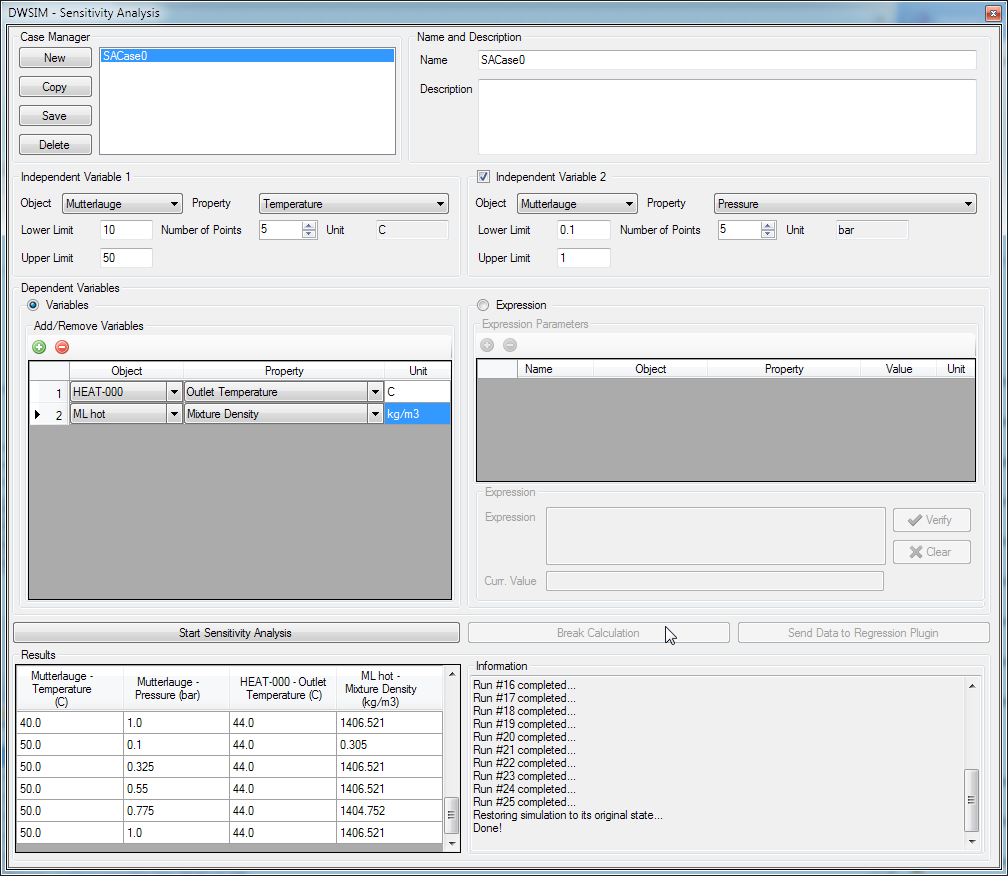 DWSIM - Sensitivity Analysis
Case Manager
New
Copy
Save
Delete
SACase0
Name and Description
Name
SACase0
Description
Independent Variable 1
Object
Mutterlauge
Property
Temperature
Lower Limit
10
Number of Points
5
Unit
C
Upper Limit
50
Independent Variable 2
Object
Mutterlauge
Property
Pressure
Lower Limit
0.1
Number of Points
5
Unit
bar
Upper Limit
1
Dependent Variables
Variables
Add/Remove Variables
Object Property Unit
1 HEAT-000 Outlet Temperature C
2 ML hot Mixture Density kg/m3
Expression
Expression Parameters
Name Object Property Value Unit
Expression
Expression
Verify
Clear
Curr. Value
Start Sensitivity Analysis
Break Calculation
Send Data to Regression Plugin
Results
Mutterlauge -
Temperature
(C)
Mutterlauge -
Pressure (bar)
HEAT-000 - Outlet
Temperature (C)
ML hot -
Mixture Density
(kg/m3)
40.0 1.0 44.0 1406.521
50.0 0.1 44.0 0.305
50.0 0.325 44.0 1406.521
50.0 0.55 44.0 1406.521
50.0 0.775 44.0 1404.752
50.0 1.0 44.0 1406.521
Information
Run #16 completed...
Run #17 completed...
Run #18 completed...
Run #19 completed...
Run #20 completed...
Run #21 completed...
Run #22 completed...
Run #23 completed...
Run #24 completed...
Run #25 completed...
Restoring simulation to its original state...
Done!